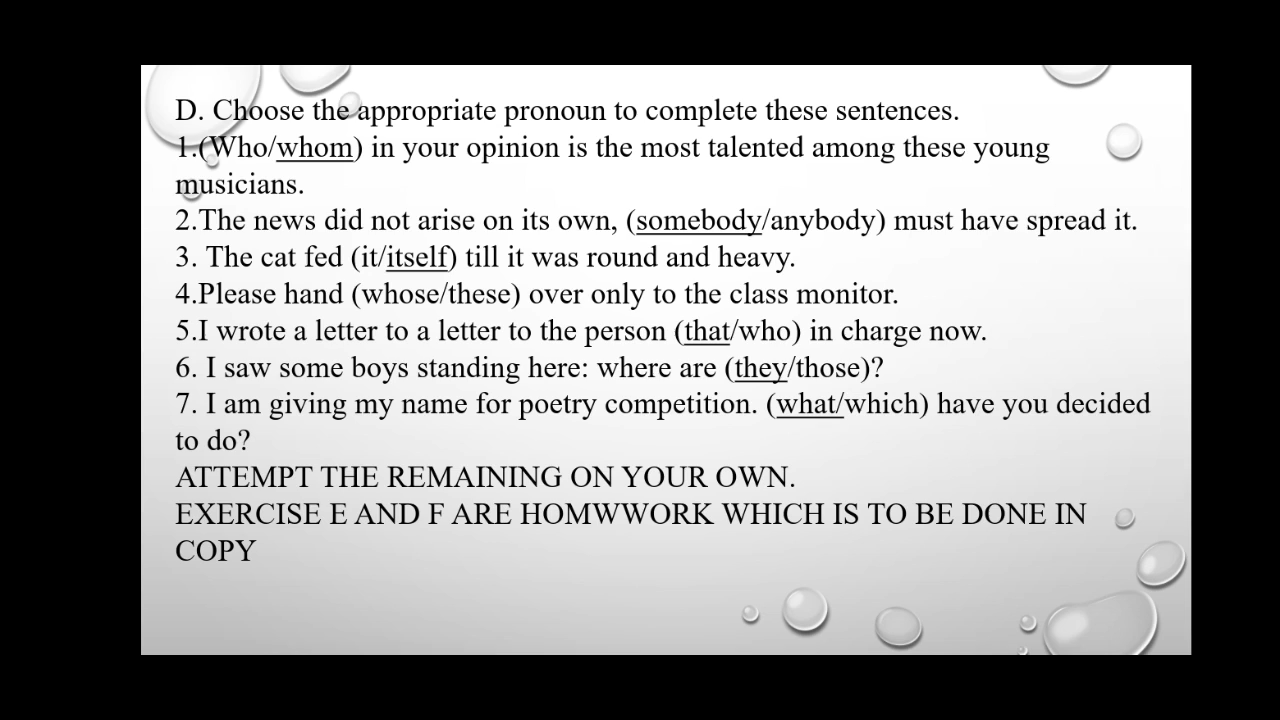 D. Choose the appropriate pronoun to complete these sentences.
1.(Who/whom) in your opinion is the most talented among these young
musicians.
2.The news did not arise on its own, (somebody/anybody) must have spread it.
3. The cat fed (it/itself) till it was round and heavy.
4.Please hand (whose/these) over only to the class monitor.
5.I wrote a letter to a letter to the person (that/who) in charge now.
6. I saw some boys standing here: where are (they/those)?
7. I am giving my name for poetry competition. (what/which) have you decided
to do?
ATTEMPT THE REMAINING ON YOUR OWN.
EXERCISE E AND F ARE HOMWWORK WHICH IS TO BE DONE IN
COPY